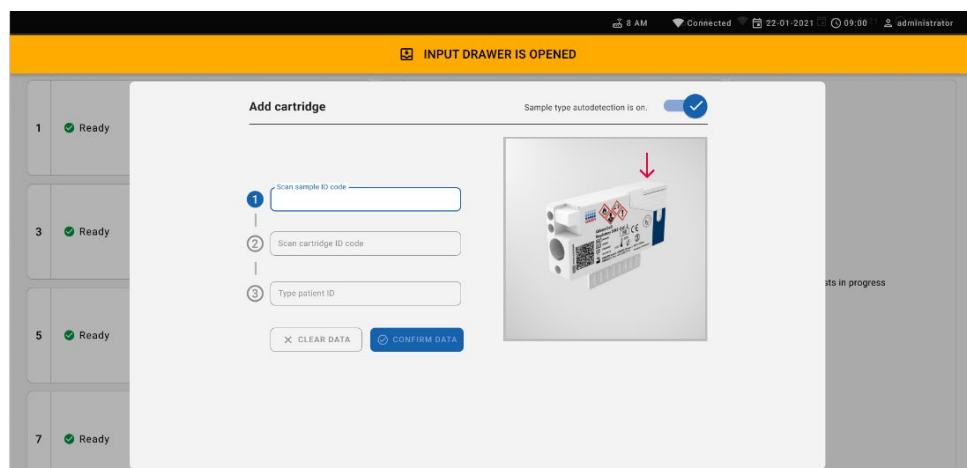 8 AM Connected 22-01-2021 09:00 administrator
INPUT DRAWER IS OPENED
Add cartridge
Sample type autodetection is on.
1 Ready
3 Ready
5 Ready
7 Ready
1 Scan sample ID code
2 Scan cartridge ID code
3 Type patient ID
CLEAR DATA
CONFIRM DATA
sts in progress